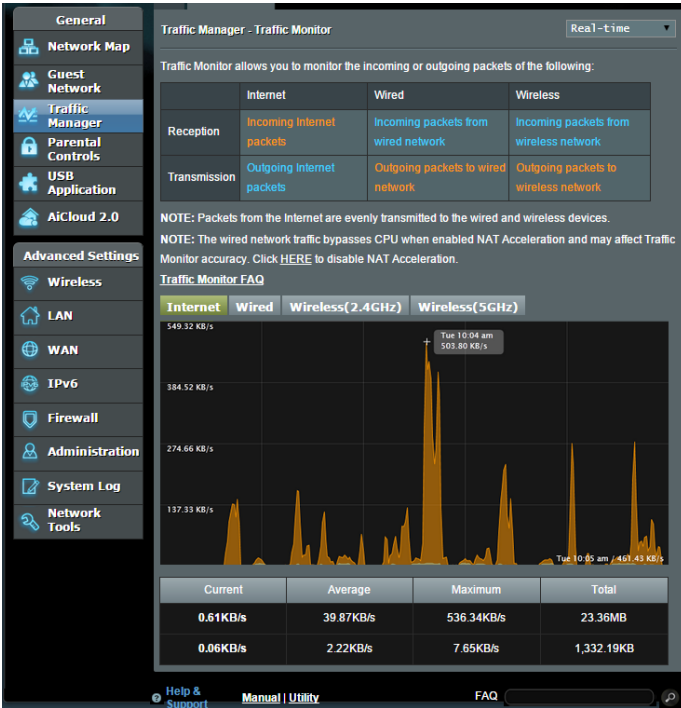 General
Network Map
Guest
Network
Traffic
Manager
Parental
Controls
USB
Application
AiCloud 2.0
Advanced Settings
Wireless
LAN
WAN
IPv6
Firewall
Administration
System Log
Network
Tools
Traffic Manager - Traffic Monitor
Real-time
Traffic Monitor allows you to monitor the incoming or outgoing packets of the following:
Internet Wired Wireless
Reception
Incoming Internet
packets
Incoming packets from
wired network
Incoming packets from
wireless network
Transmission
Outgoing Internet
packets
Outgoing packets to wired
network
Outgoing packets to
wireless network
NOTE: Packets from the Internet are evenly transmitted to the wired and wireless devices.
NOTE: The wired network traffic bypasses CPU when enabled NAT Acceleration and may affect Traffic
Monitor accuracy. Click HERE to disable NAT Acceleration.
Traffic Monitor FAQ
Internet Wired Wireless(2.4GHz) Wireless(5GHz)
549.32 KB/s
Tue 10:04 am
503.80 KB/s
384.52 KB/s
274.66 KB/s
137.33 KB/s
Tue 10:05 am / 461.43 KB/s
Current Average Maximum Total
0.61KB/s 39.87KB/s 536.34KB/s 23.36MB
0.06KB/s 2.22KB/s 7.65KB/s 1,332.19KB
Help &
Support
Manual | Utility
FAQ